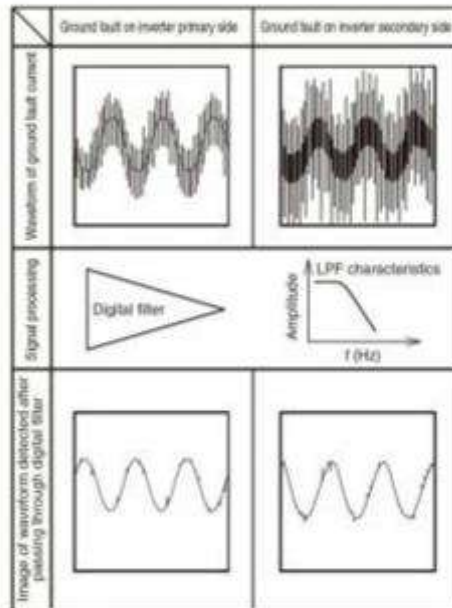 Ground fault on inverter primary side
Ground fault on inverter secondary side
Waveform of ground fault current
Signal processing
Digital filter
LPF characteristics
Amplitude
f (Hz)
Image of waveform detected after
passing through digital filter